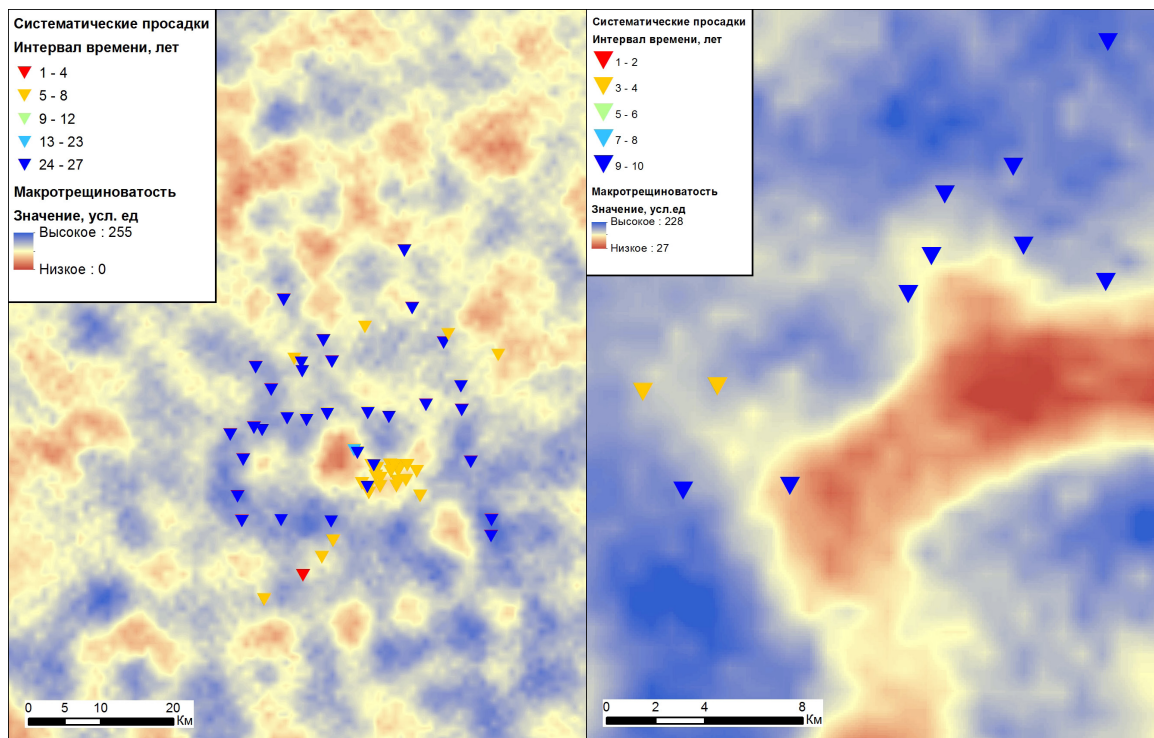 Систематические просадки
Интервал времени, лет
1 - 4
5 - 8
9 - 12
13 - 23
24 - 27
Макротрещиноватость
Значение, усл. ед
Высокое : 255
Низкое : 0
0 5 10 20
Км
Систематические просадки
Интервал времени, лет
1 - 2
3 - 4
5 - 6
7 - 8
9 - 10
Макротрещиноватость
Значение, усл.ед
Высокое : 228
Низкое : 27
0 2 4 8
Км